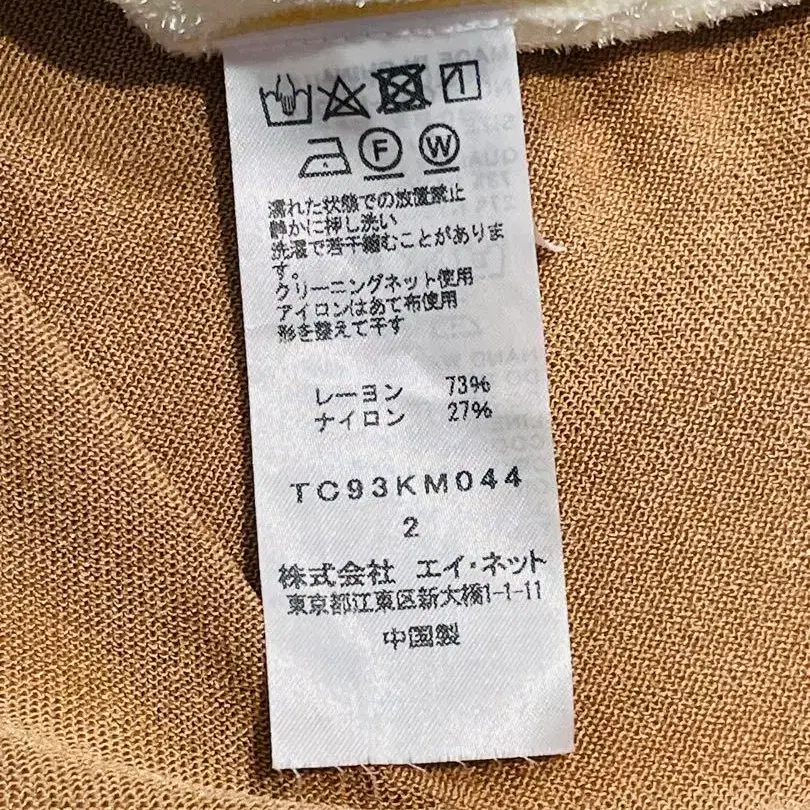 F W
濡れた状態での放置禁止
静かに押し洗い
洗濯で若干縮むことがありま
す。
クリーニングネット使用
アイロンはあて布使用
形を整えて干す
レーヨン 73%
ナイロン 27%
TC93KM044
2
株式会社 エイ・ネット
東京都江東区新大橋1-1-11
中国製